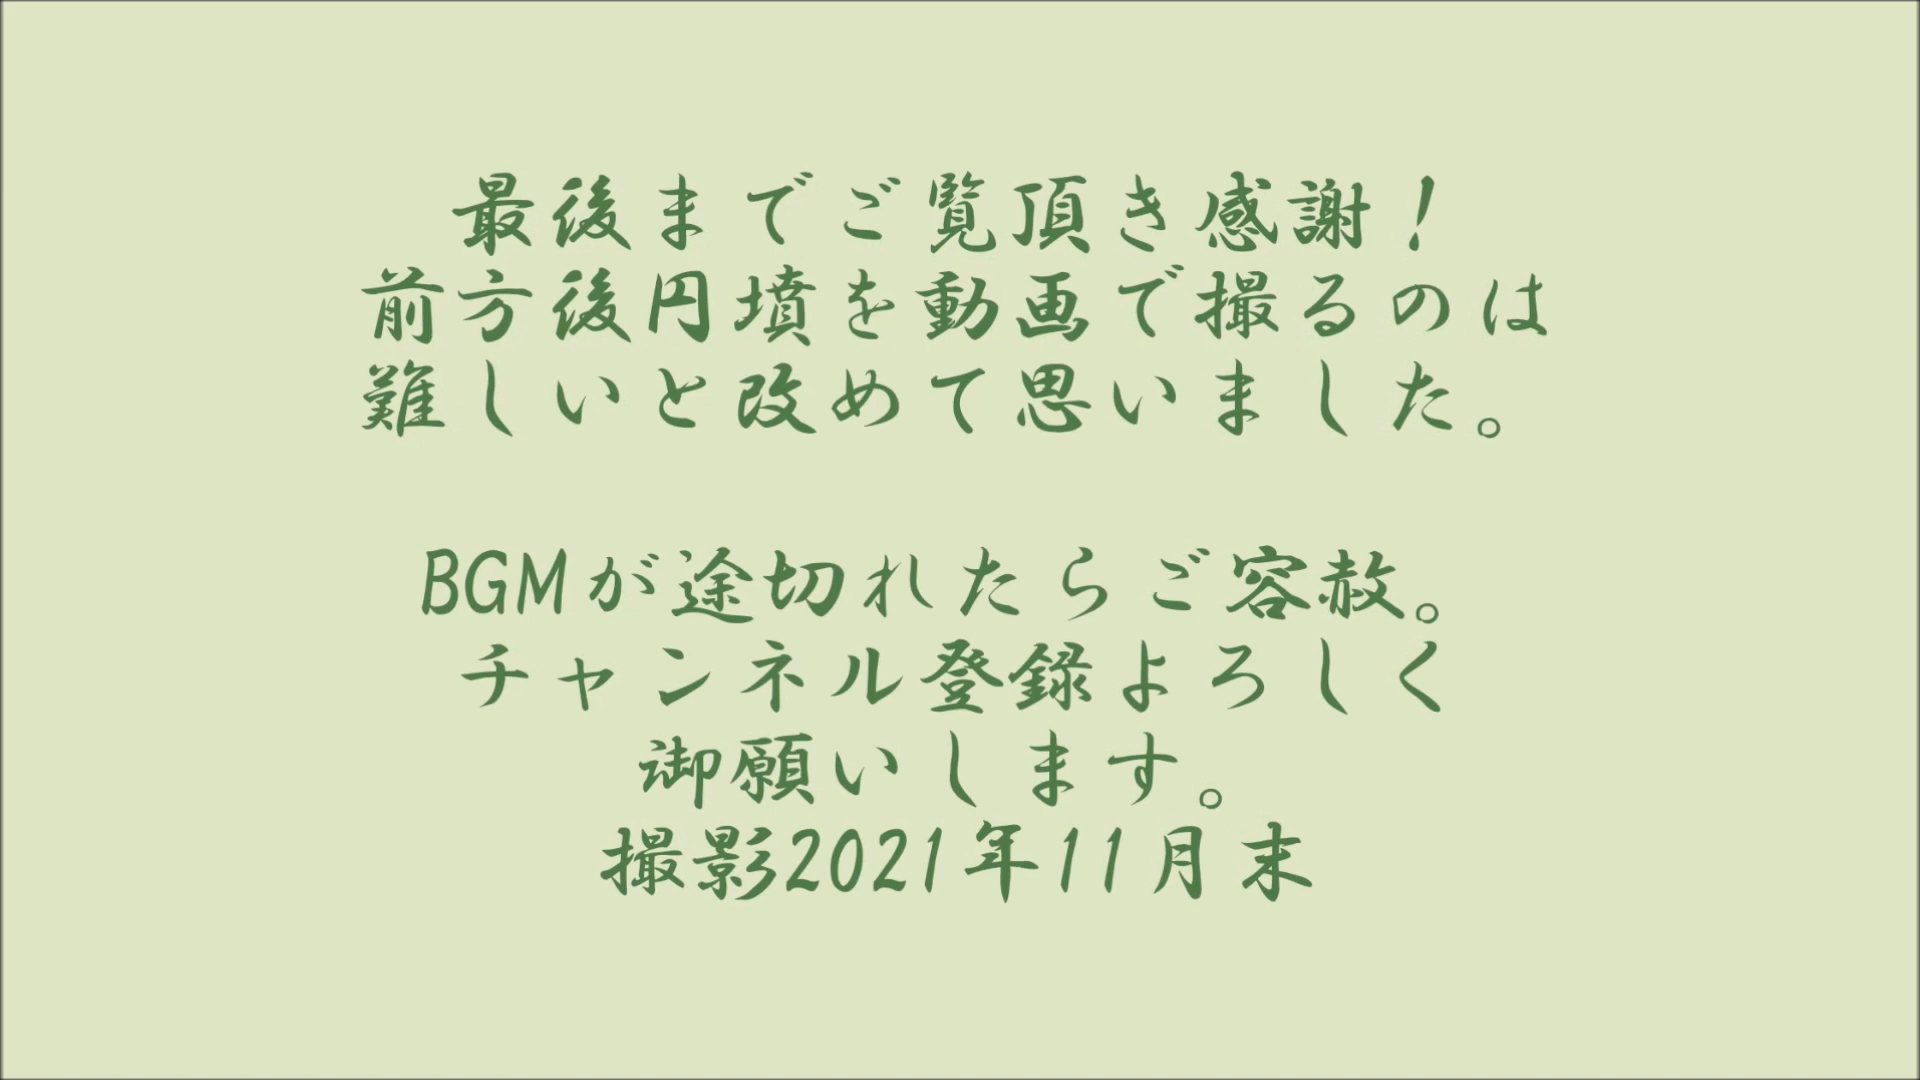 最後までご覧頂き感謝！
前方後円墳を動画で撮るのは
難しいと改めて思いました。
BGMが途切れたらご容赦。
チャンネル登録よろしく
御願いします。
撮影2021年11月末